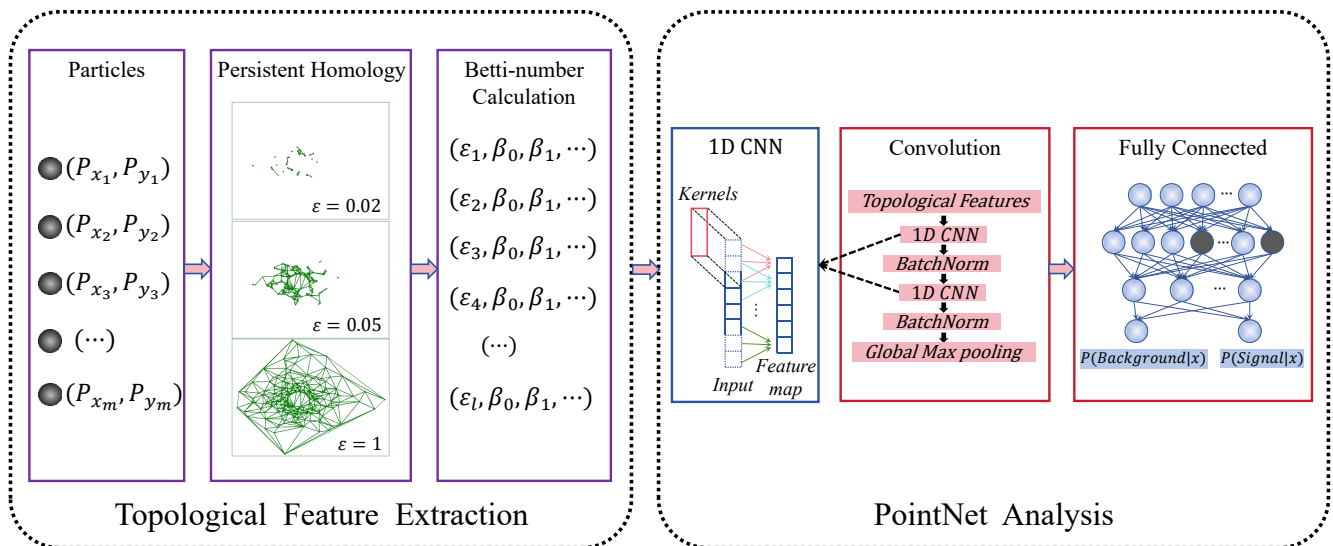 Particles
(P_{x_1}, P_{y_1})
(P_{x_2}, P_{y_2})
(P_{x_3}, P_{y_3})
(⋯)
(P_{x_m}, P_{y_m})
Persistent Homology
ε = 0.02
ε = 0.05
ε = 1
Betti-number
Calculation
(ε_1, β_0, β_1, ⋯)
(ε_2, β_0, β_1, ⋯)
(ε_3, β_0, β_1, ⋯)
(ε_4, β_0, β_1, ⋯)
(⋯)
(ε_l, β_0, β_1, ⋯)
Topological Feature Extraction
1D CNN
Kernels
⋮
Input
Feature
map
Convolution
Topological Features
1D CNN
BatchNorm
1D CNN
BatchNorm
Global Max pooling
Fully Connected
...
...
...
P(Background|x)
P(Signal|x)
PointNet Analysis